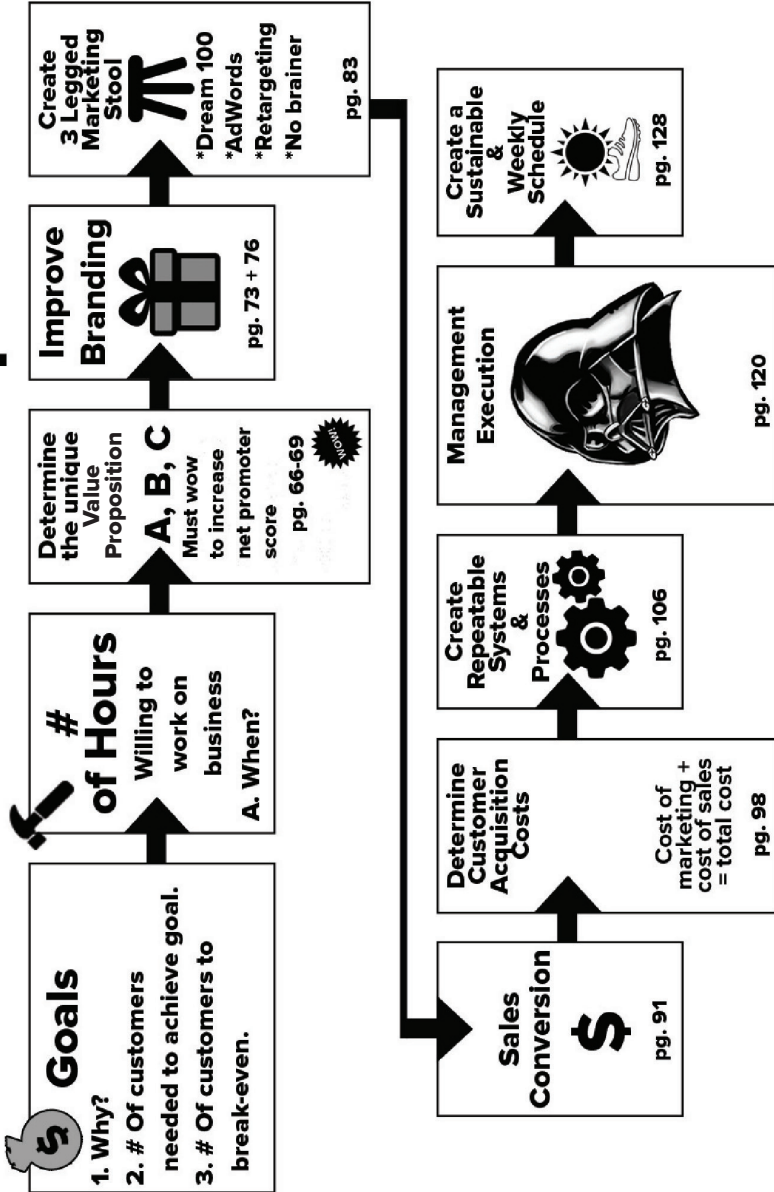 $ Goals
1. Why?
2. # Of customers
needed to achieve goal.
3. # Of customers to
break-even.
#
of Hours
Willing to
work on
business
A. When?
Determine
the unique
Value
Proposition
A, B, C
Must wow
to increase
net promoter
score
pg. 66-69
WOW!
Improve
Branding
pg. 73 + 76
Create
3 Legged
Marketing
Stool
*Dream 100
*AdWords
*Retargeting
*No brainer
pg. 83
Sales
Conversion
$
pg. 91
Determine
Customer
Acquisition
Costs
Cost of
marketing +
cost of sales
= total cost
pg. 98
Create
Repeatable
Systems
&
Processes
pg. 106
Management
Execution
pg. 120
Create a
Sustainable
&
Weekly
Schedule
pg. 128